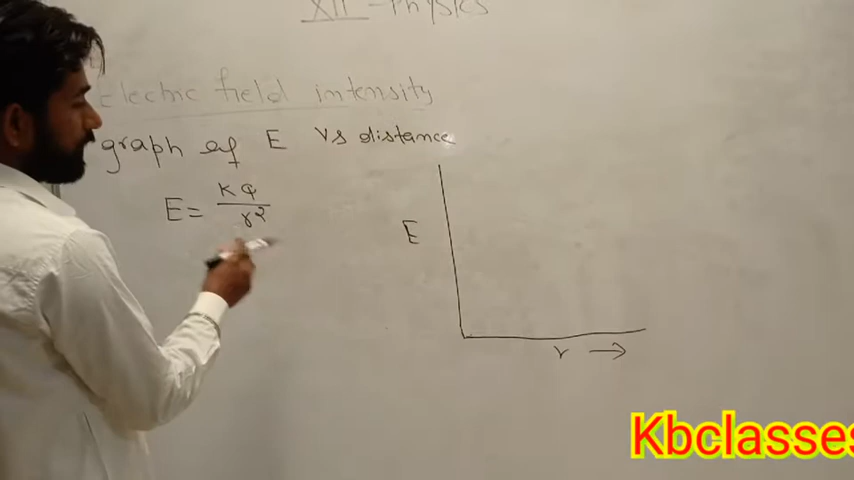 XII - Physics
Electric field intensity
graph of E vs distance
E = KQ/r²
E
r →
Kbclasses